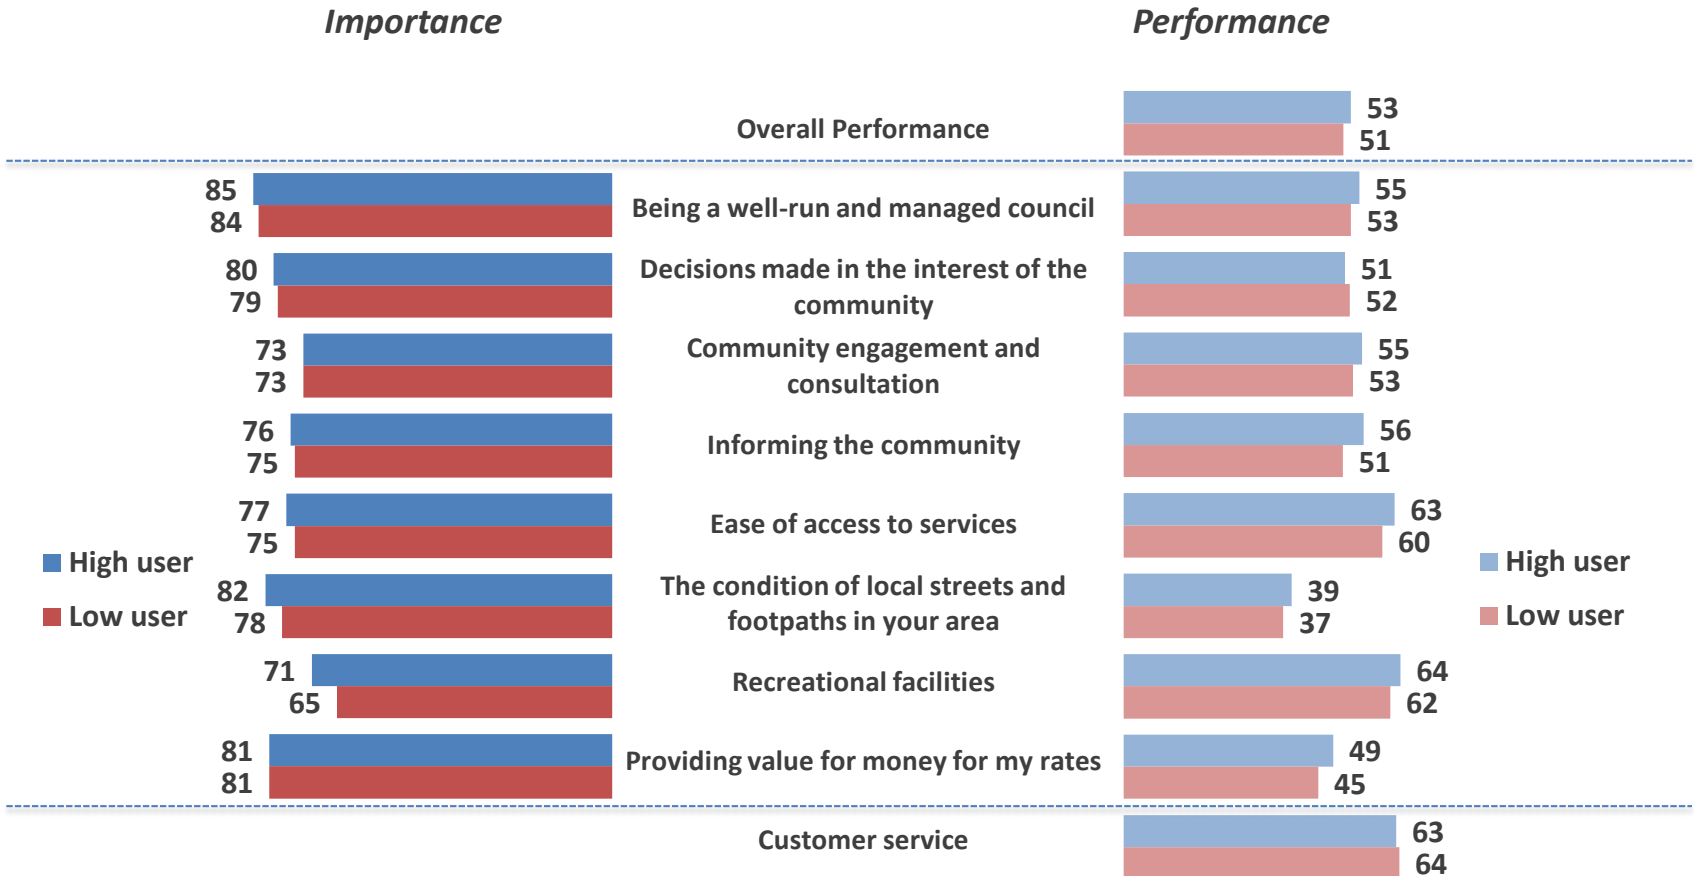 Importance
Performance
Overall Performance
53
51
85
84
Being a well-run and managed council
55
53
80
79
Decisions made in the interest of the
community
51
52
73
73
Community engagement and
consultation
55
53
76
75
Informing the community
56
51
77
75
Ease of access to services
63
60
High user
Low user
High user
Low user
82
78
The condition of local streets and
footpaths in your area
39
37
71
65
Recreational facilities
64
62
81
81
Providing value for money for my rates
49
45
Customer service
63
64